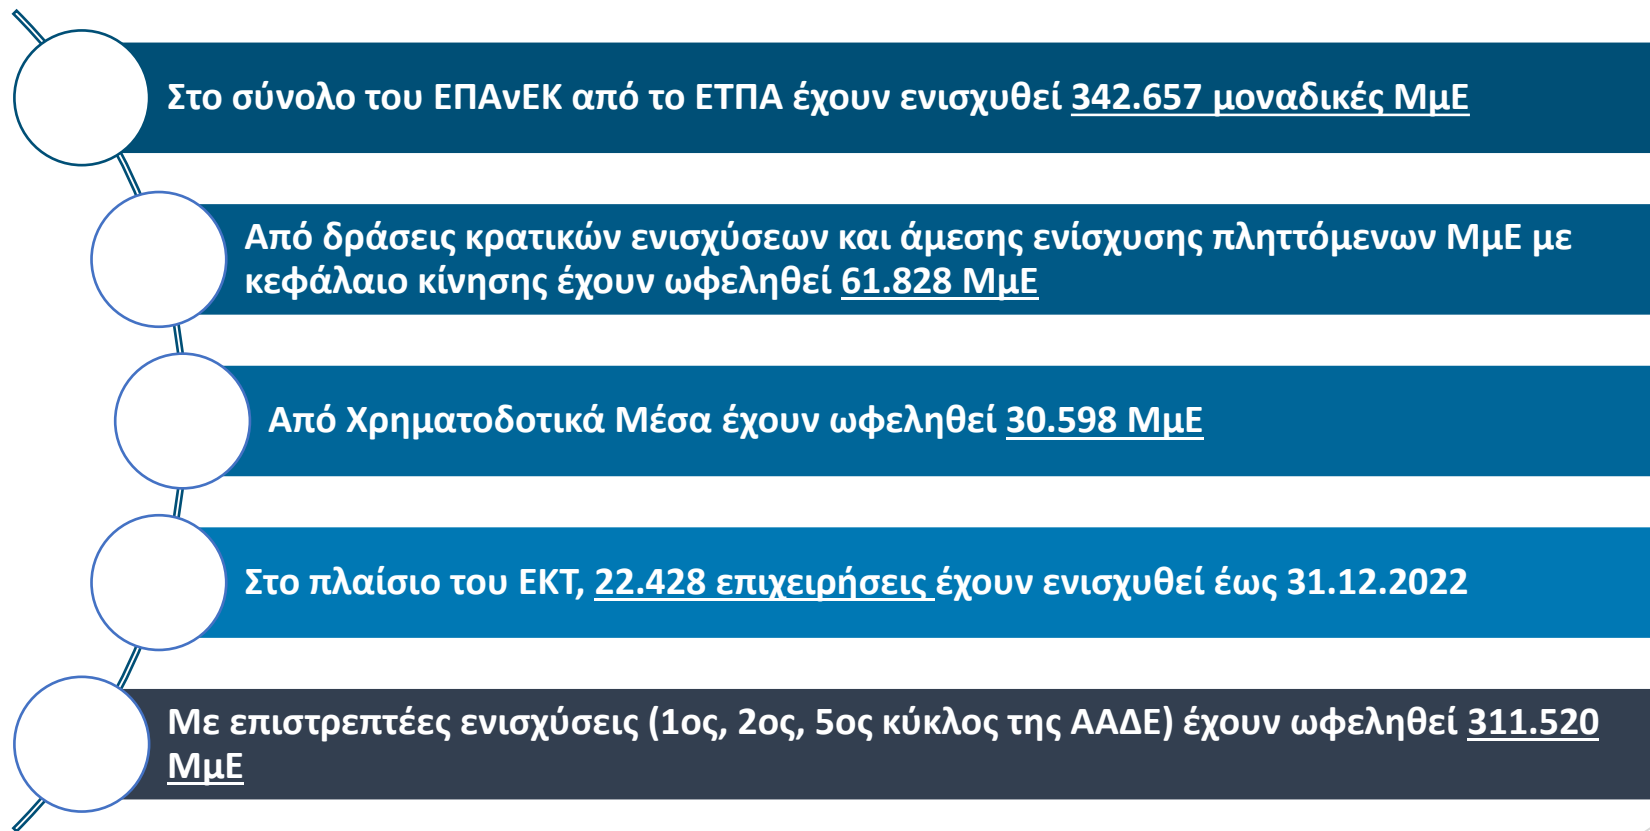 Στο σύνολο του ΕΠΑνΕΚ από το ΕΤΠΑ έχουν ενισχυθεί 342.657 μοναδικές ΜμΕ
Από δράσεις κρατικών ενισχύσεων και άμεσης ενίσχυσης πληττόμενων ΜμΕ με
κεφάλαιο κίνησης έχουν ωφεληθεί 61.828 ΜμΕ
Από Χρηματοδοτικά Μέσα έχουν ωφεληθεί 30.598 ΜμΕ
Στο πλαίσιο του ΕΚΤ, 22.428 επιχειρήσεις έχουν ενισχυθεί έως 31.12.2022
Με επιστρεπτέες ενισχύσεις (1ος, 2ος, 5ος κύκλος της ΑΑΔΕ) έχουν ωφεληθεί 311.520
ΜμΕ